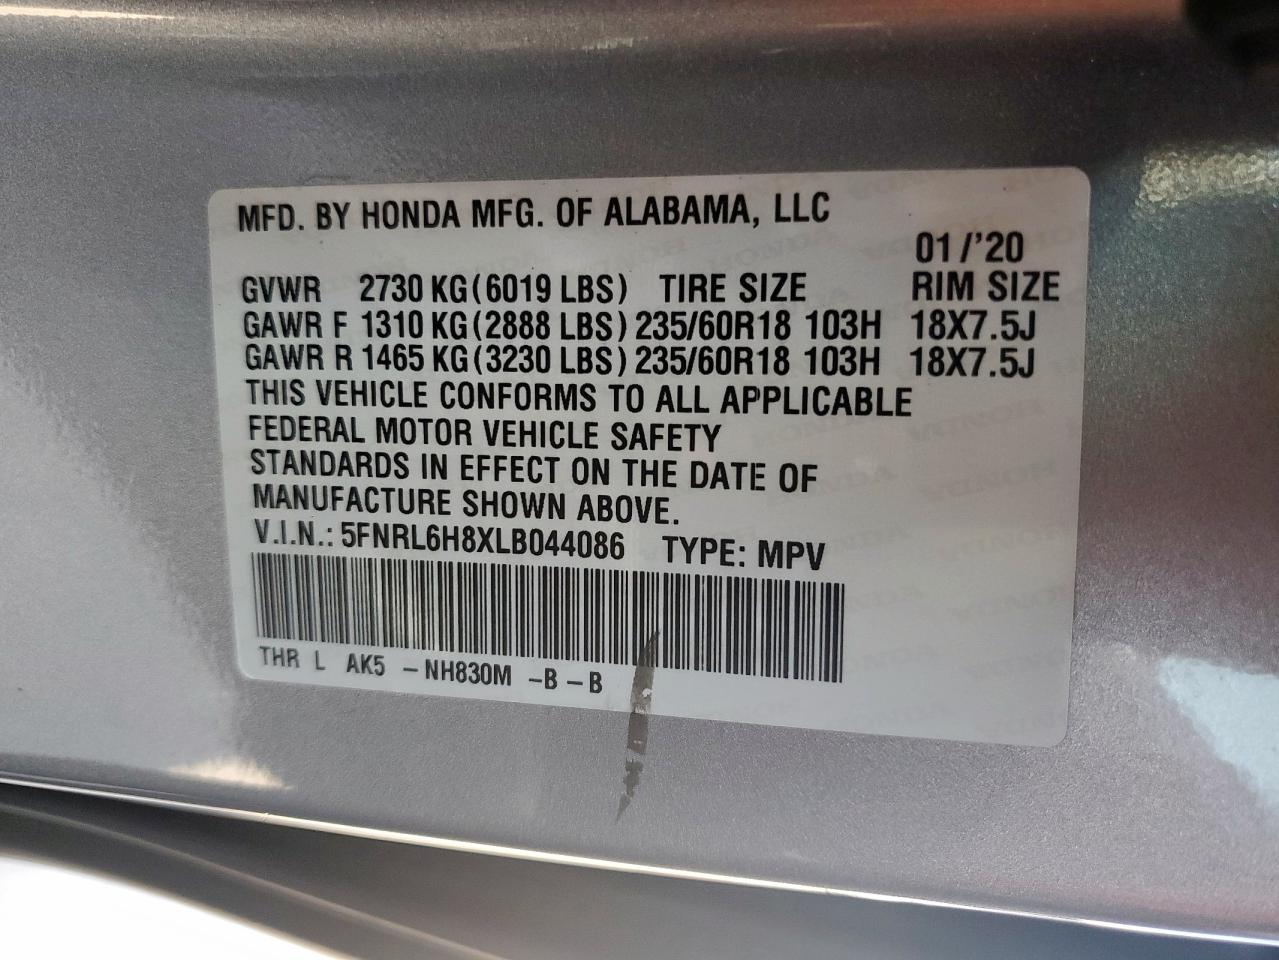 MFD. BY HONDA MFG. OF ALABAMA, LLC
01/'20
GVWR 2730 KG(6019 LBS) TIRE SIZE RIM SIZE
GAWR F 1310 KG(2888 LBS) 235/60R18 103H 18X7.5J
GAWR R 1465 KG(3230 LBS) 235/60R18 103H 18X7.5J
THIS VEHICLE CONFORMS TO ALL APPLICABLE
FEDERAL MOTOR VEHICLE SAFETY
STANDARDS IN EFFECT ON THE DATE OF
MANUFACTURE SHOWN ABOVE.
V.I.N.: 5FNRL6H8XLB044086 TYPE: MPV
THR L AK5 -NH830M -B-B